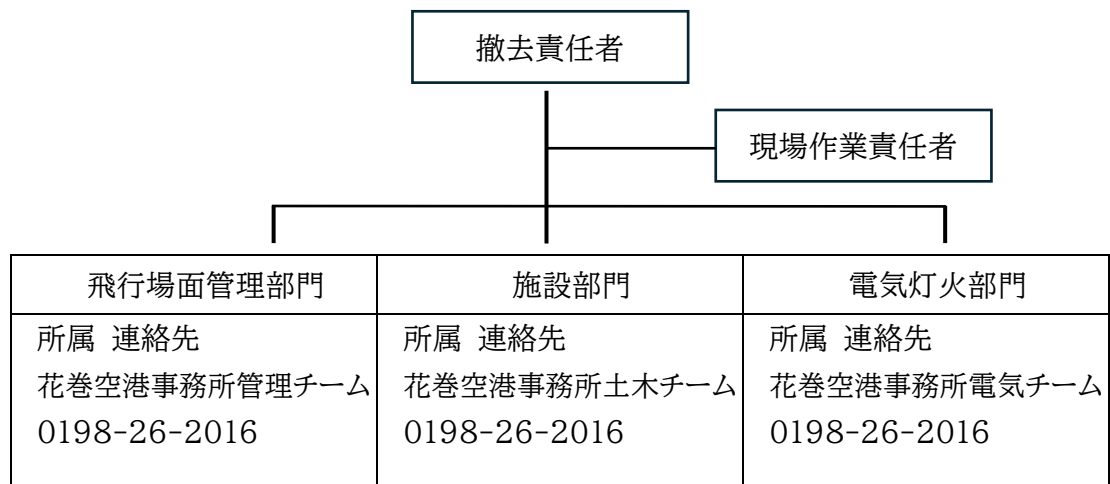 撤去責任者
現場作業責任者
飛行場面管理部門
施設部門
電気灯火部門
所属 連絡先
花巻空港事務所管理チーム
0198-26-2016
所属 連絡先
花巻空港事務所土木チーム
0198-26-2016
所属 連絡先
花巻空港事務所電気チーム
0198-26-2016